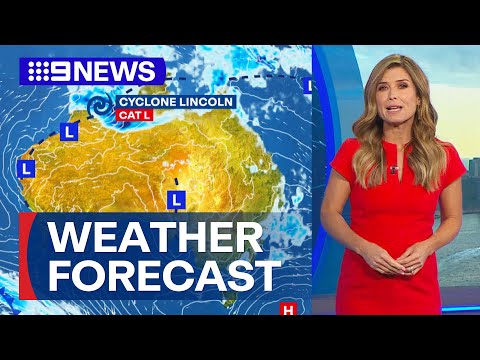 9NEWS
CYCLONE LINCOLN
CAT L
L
L
L
WEATHER
FORECAST
H